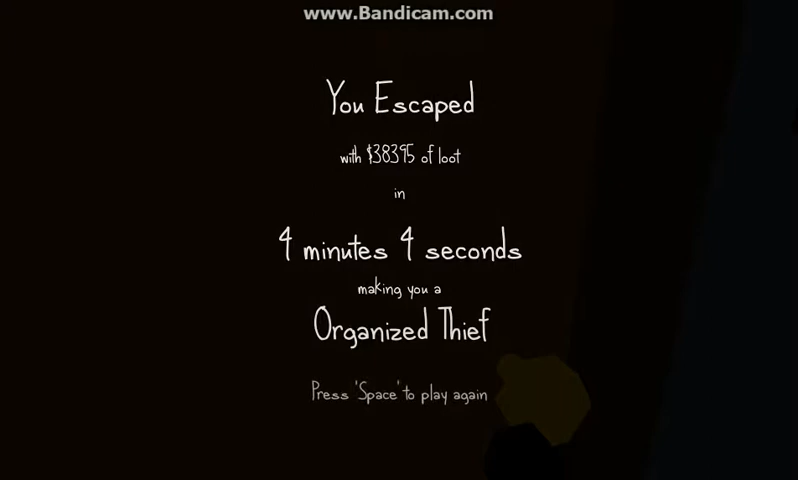 www.Bandicam.com
You Escaped
with $38395 of loot
in
4 minutes 4 seconds
making you a
Organized Thief
Press 'Space' to play again